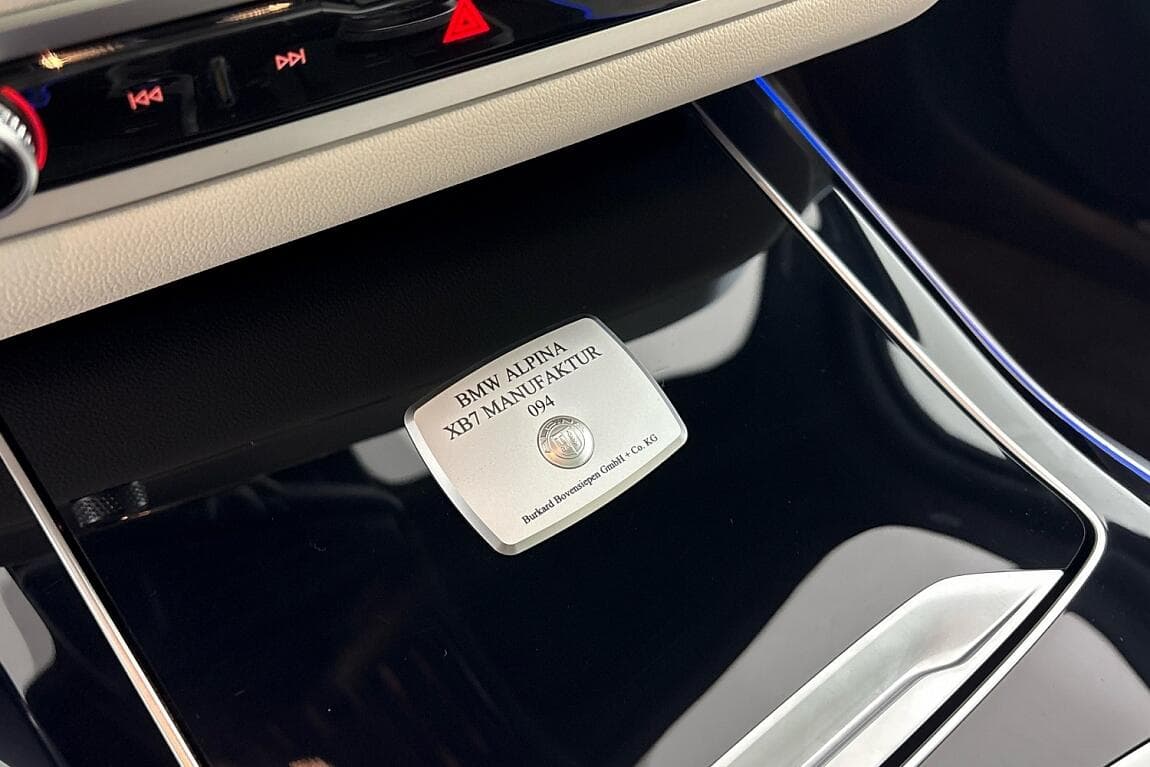 BMW ALPINA
XB7 MANUFAKTUR
094
Burkard Bovensiepen GmbH + Co. KG